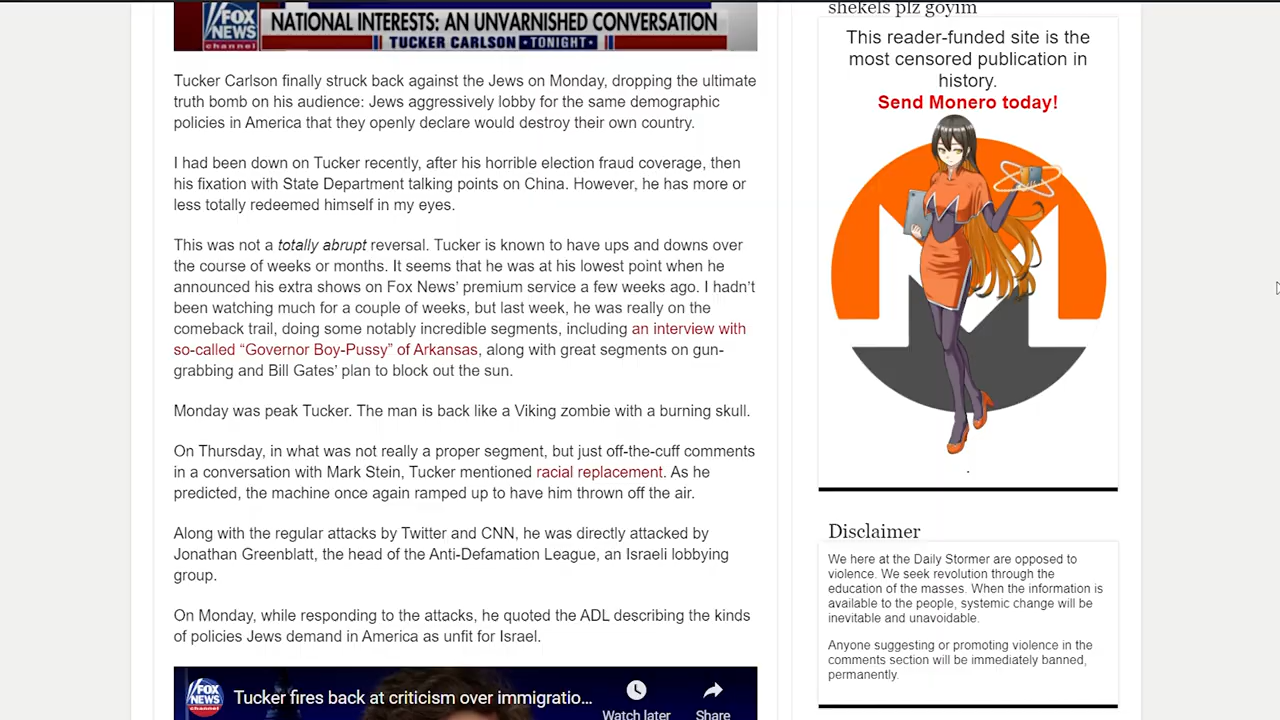 FOX
NEWS
channel
NATIONAL INTERESTS: AN UNVARNISHED CONVERSATION
TUCKER CARLSON TONIGHT
Tucker Carlson finally struck back against the Jews on Monday, dropping the ultimate
truth bomb on his audience: Jews aggressively lobby for the same demographic
policies in America that they openly declare would destroy their own country.
I had been down on Tucker recently, after his horrible election fraud coverage, then
his fixation with State Department talking points on China. However, he has more or
less totally redeemed himself in my eyes.
This was not a totally abrupt reversal. Tucker is known to have ups and downs over
the course of weeks or months. It seems that he was at his lowest point when he
announced his extra shows on Fox News’ premium service a few weeks ago. I hadn’t
been watching much for a couple of weeks, but last week, he was really on the
comeback trail, doing some notably incredible segments, including an interview with
so-called “Governor Boy-Pussy” of Arkansas, along with great segments on gun-
grabbing and Bill Gates’ plan to block out the sun.
Monday was peak Tucker. The man is back like a Viking zombie with a burning skull.
On Thursday, in what was not really a proper segment, but just off-the-cuff comments
in a conversation with Mark Stein, Tucker mentioned racial replacement. As he
predicted, the machine once again ramped up to have him thrown off the air.
Along with the regular attacks by Twitter and CNN, he was directly attacked by
Jonathan Greenblatt, the head of the Anti-Defamation League, an Israeli lobbying
group.
On Monday, while responding to the attacks, he quoted the ADL describing the kinds
of policies Jews demand in America as unfit for Israel.
FOX
NEWS
channel
Tucker fires back at criticism over immigratio...
Watch later
Share
shekels plz goyim
This reader-funded site is the
most censored publication in
history.
Send Monero today!
.
Disclaimer
We here at the Daily Stormer are opposed to
violence. We seek revolution through the
education of the masses. When the information is
available to the people, systemic change will be
inevitable and unavoidable.
Anyone suggesting or promoting violence in the
comments section will be immediately banned,
permanently.